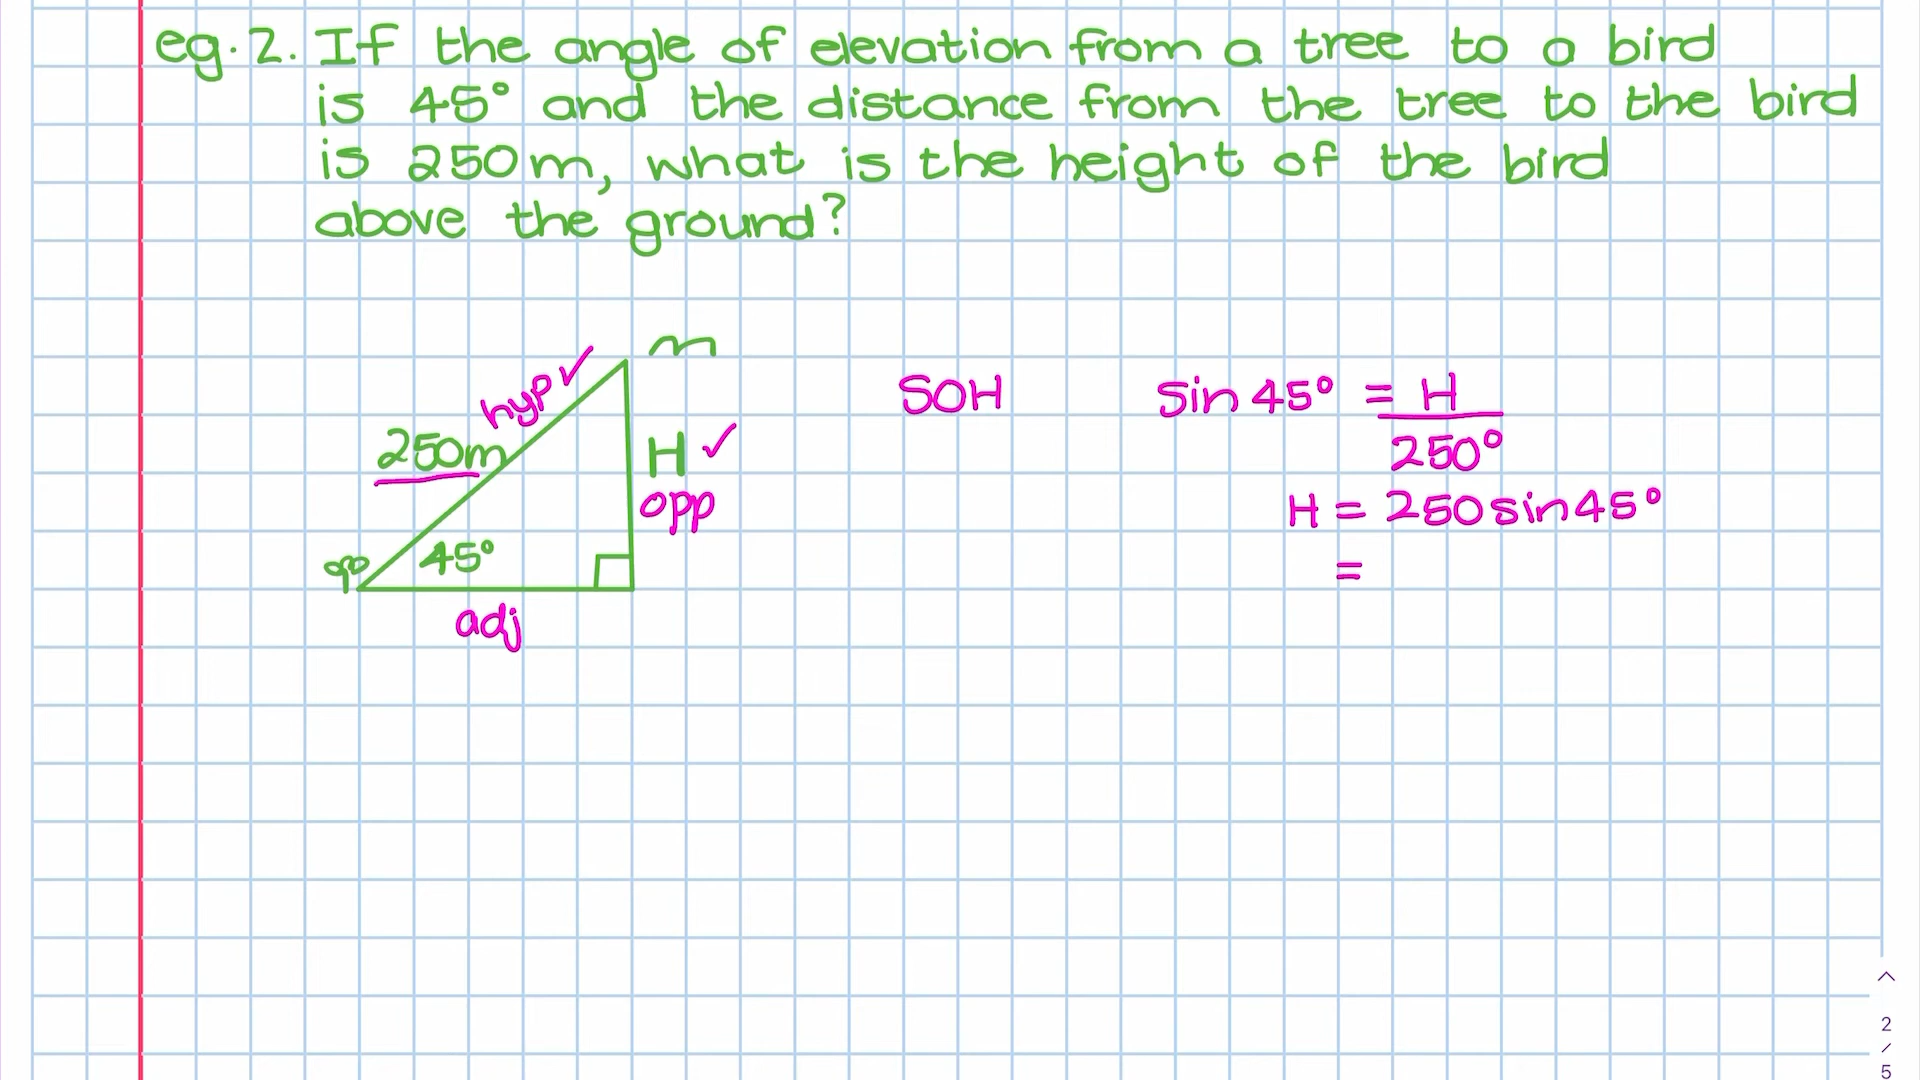 eg. 2. If the angle of elevation from a tree to a bird
is 45° and the distance from the tree to the bird
is 250m, what is the height of the bird
above the ground?
hyp ✓
250m
H ✓
opp
45°
adj
SOH
Sin 45° = H
250°
H = 250sin45°
=
2
/
5